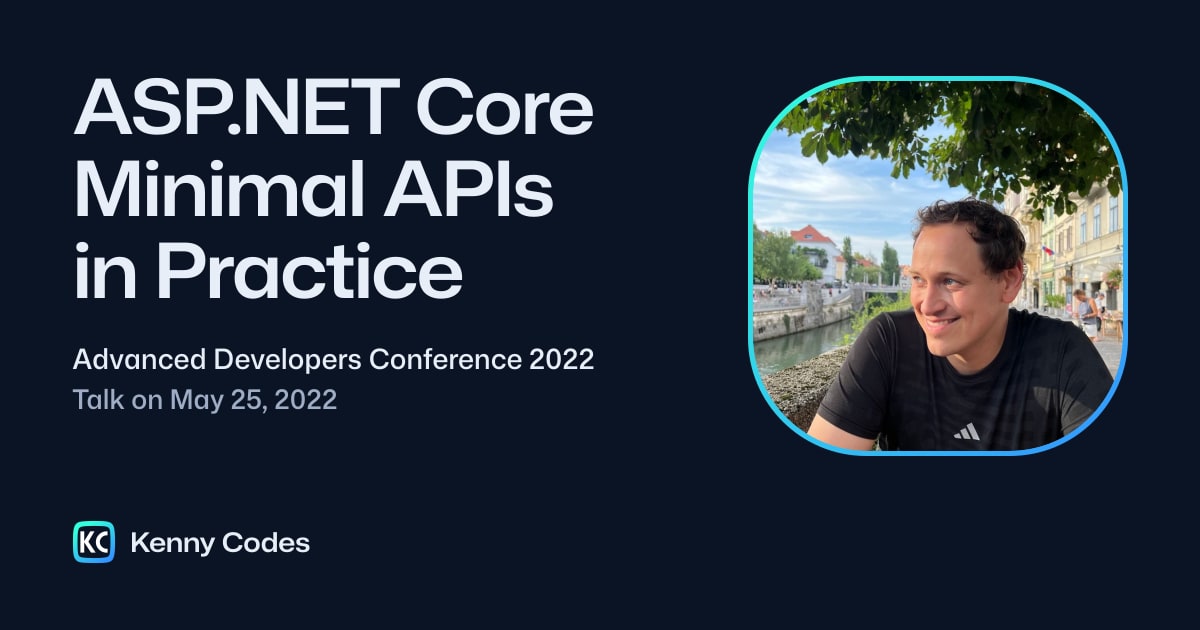 ASP.NET Core
Minimal APIs
in Practice
Advanced Developers Conference 2022
Talk on May 25, 2022
KC Kenny Codes